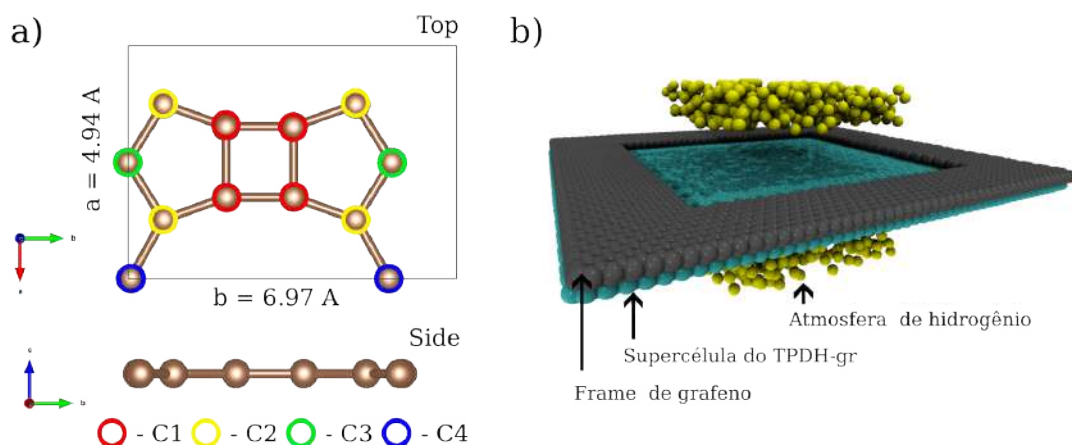 a)
Top
a = 4.94 A
b
b = 6.97 A
Side
b
- C1
- C2
- C3
- C4
b)
Atmosfera de hidrogênio
Supercélula do TPDH-gr
Frame de grafeno